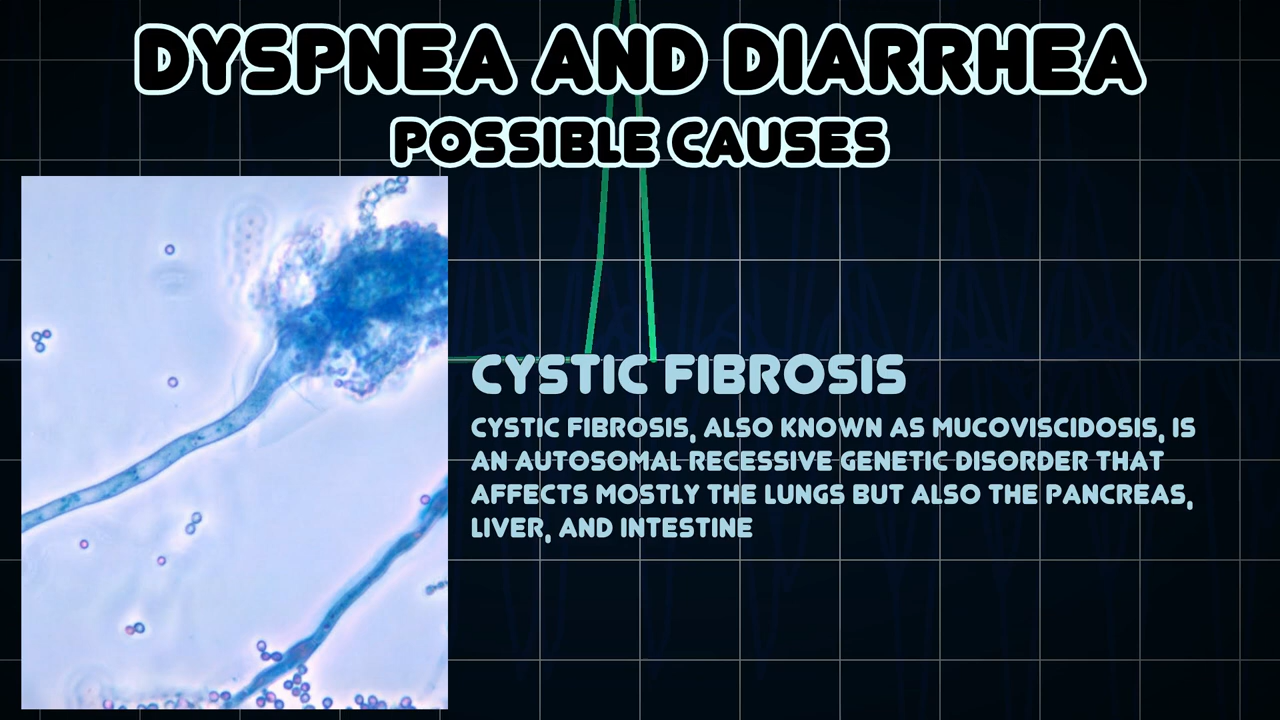 DYSPNEA AND DIARRHEA
POSSIBLE CAUSES
CYSTIC FIBROSIS
CYSTIC FIBROSIS, ALSO KNOWN AS MUCOVISCIDOSIS, IS
AN AUTOSOMAL RECESSIVE GENETIC DISORDER THAT
AFFECTS MOSTLY THE LUNGS BUT ALSO THE PANCREAS,
LIVER, AND INTESTINE